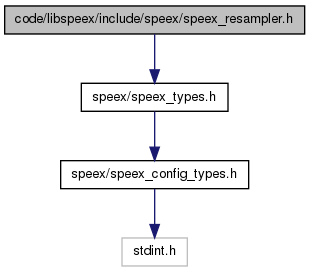 code/libspeex/include/speex/speex_resampler.h
speex/speex_types.h
speex/speex_config_types.h
stdint.h